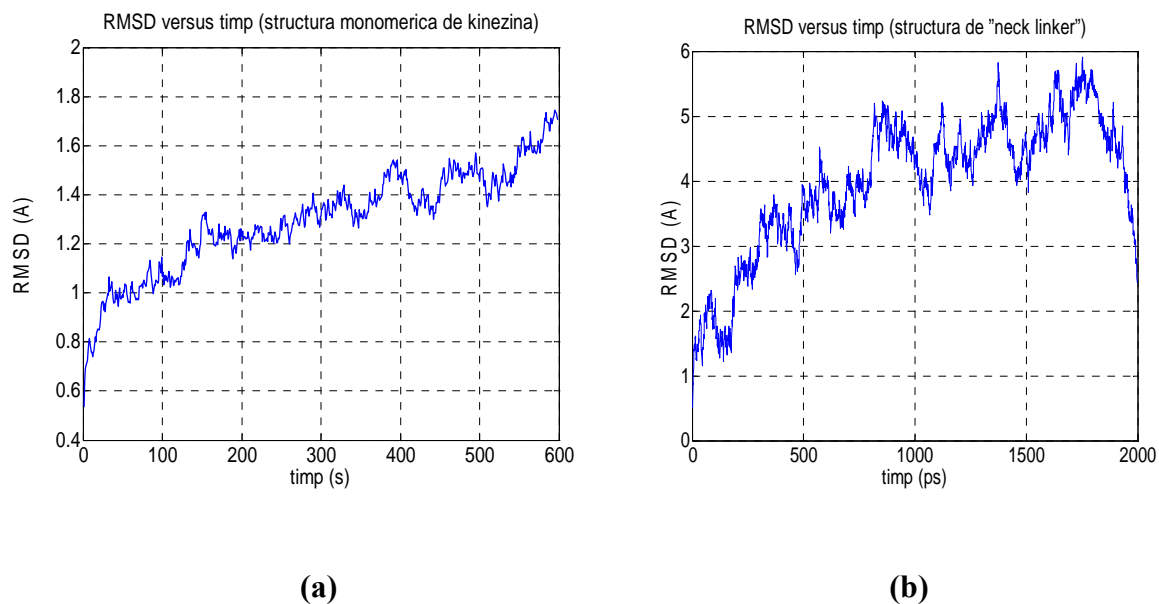 RMSD versus timp (structura monomerica de kinezina)
2
1.8
1.6
1.4
1.2
1
0.8
0.6
0.4
RMSD (A)
0 100 200 300 400 500 600
timp (s)
(a)
RMSD versus timp (structura de "neck linker")
6
5
4
3
2
1
0
RMSD (A)
0 500 1000 1500 2000
timp (ps)
(b)